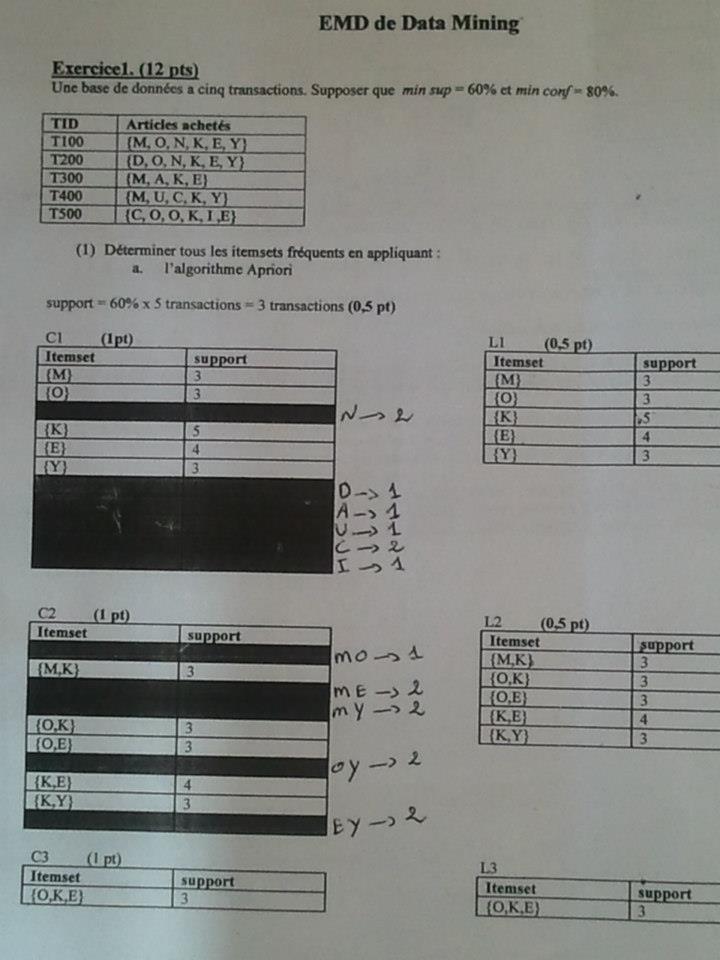 EMD de Data Mining
Exercice1. (12 pts)
Une base de données a cinq transactions. Supposer que min sup = 60% et min conf = 80%.
TID Articles achetés
T100 {M, O, N, K, E, Y}
T200 {D, O, N, K, E, Y}
T300 {M, A, K, E}
T400 {M, U, C, K, Y}
T500 {C, O, O, K, I ,E}
(1) Déterminer tous les itemsets fréquents en appliquant :
a. l'algorithme Apriori
support = 60% x 5 transactions = 3 transactions (0,5 pt)
C1 (1pt)
Itemset support
{M} 3
{O} 3
N → 2
{K} 5
{E} 4
{Y} 3
D → 1
A → 1
U → 1
C → 2
I → 1
L1 (0,5 pt)
Itemset support
{M} 3
{O} 3
{K} 5
{E} 4
{Y} 3
C2 (1 pt)
Itemset support
mO → 1
{M,K} 3
mE → 2
mY → 2
{O,K} 3
{O,E} 3
OY → 2
{K,E} 4
{K,Y} 3
EY → 2
L2 (0,5 pt)
Itemset support
{M,K} 3
{O,K} 3
{O,E} 3
{K,E} 4
{K,Y} 3
C3 (1 pt)
Itemset support
{O,K,E} 3
L3
Itemset support
{O,K,E} 3